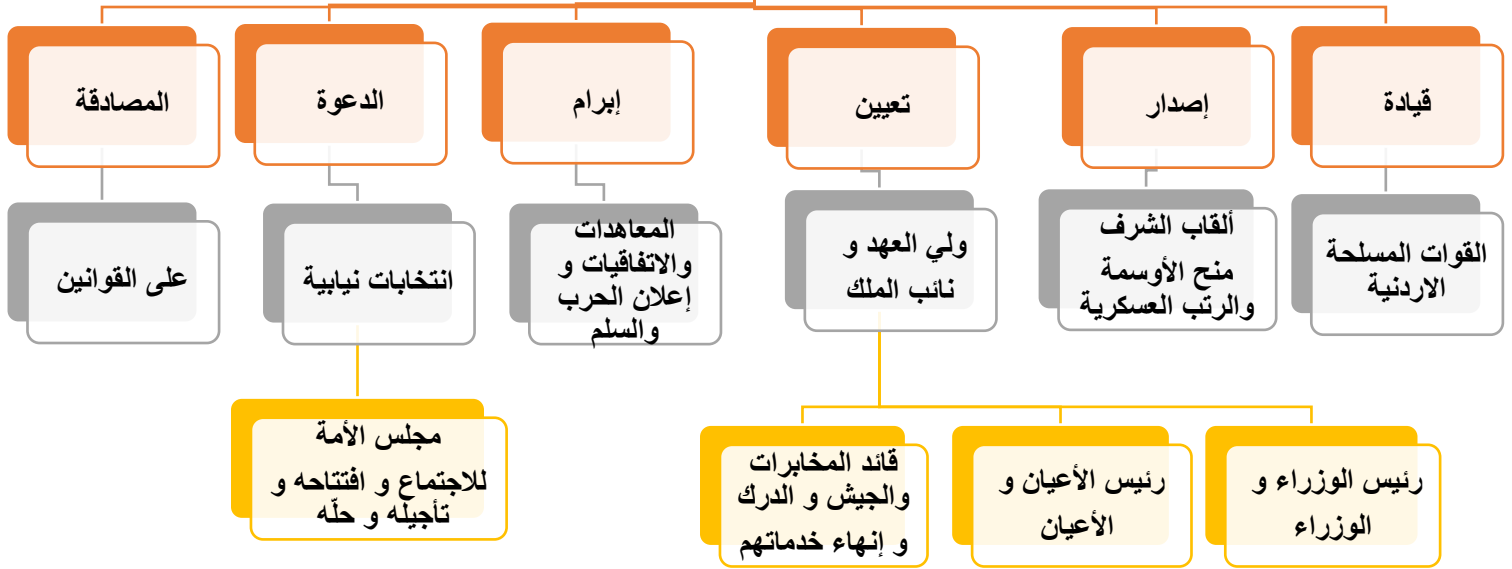 قيادة
إصدار
تعيين
إبرام
الدعوة
المصادقة
القوات المسلحة
الاردنية
ألقاب الشرف
منح الأوسمة
والرتب العسكرية
ولي العهد و
نائب الملك
المعاهدات
والاتفاقيات و
إعلان الحرب
والسلم
انتخابات نيابية
على القوانين
رئيس الوزراء و
الوزراء
رئيس الأعيان و
الأعيان
قائد المخابرات
والجيش و الدرك
و إنهاء خدماتهم
مجلس الأمة
للاجتماع و افتتاحه و
تأجيله و حلّه